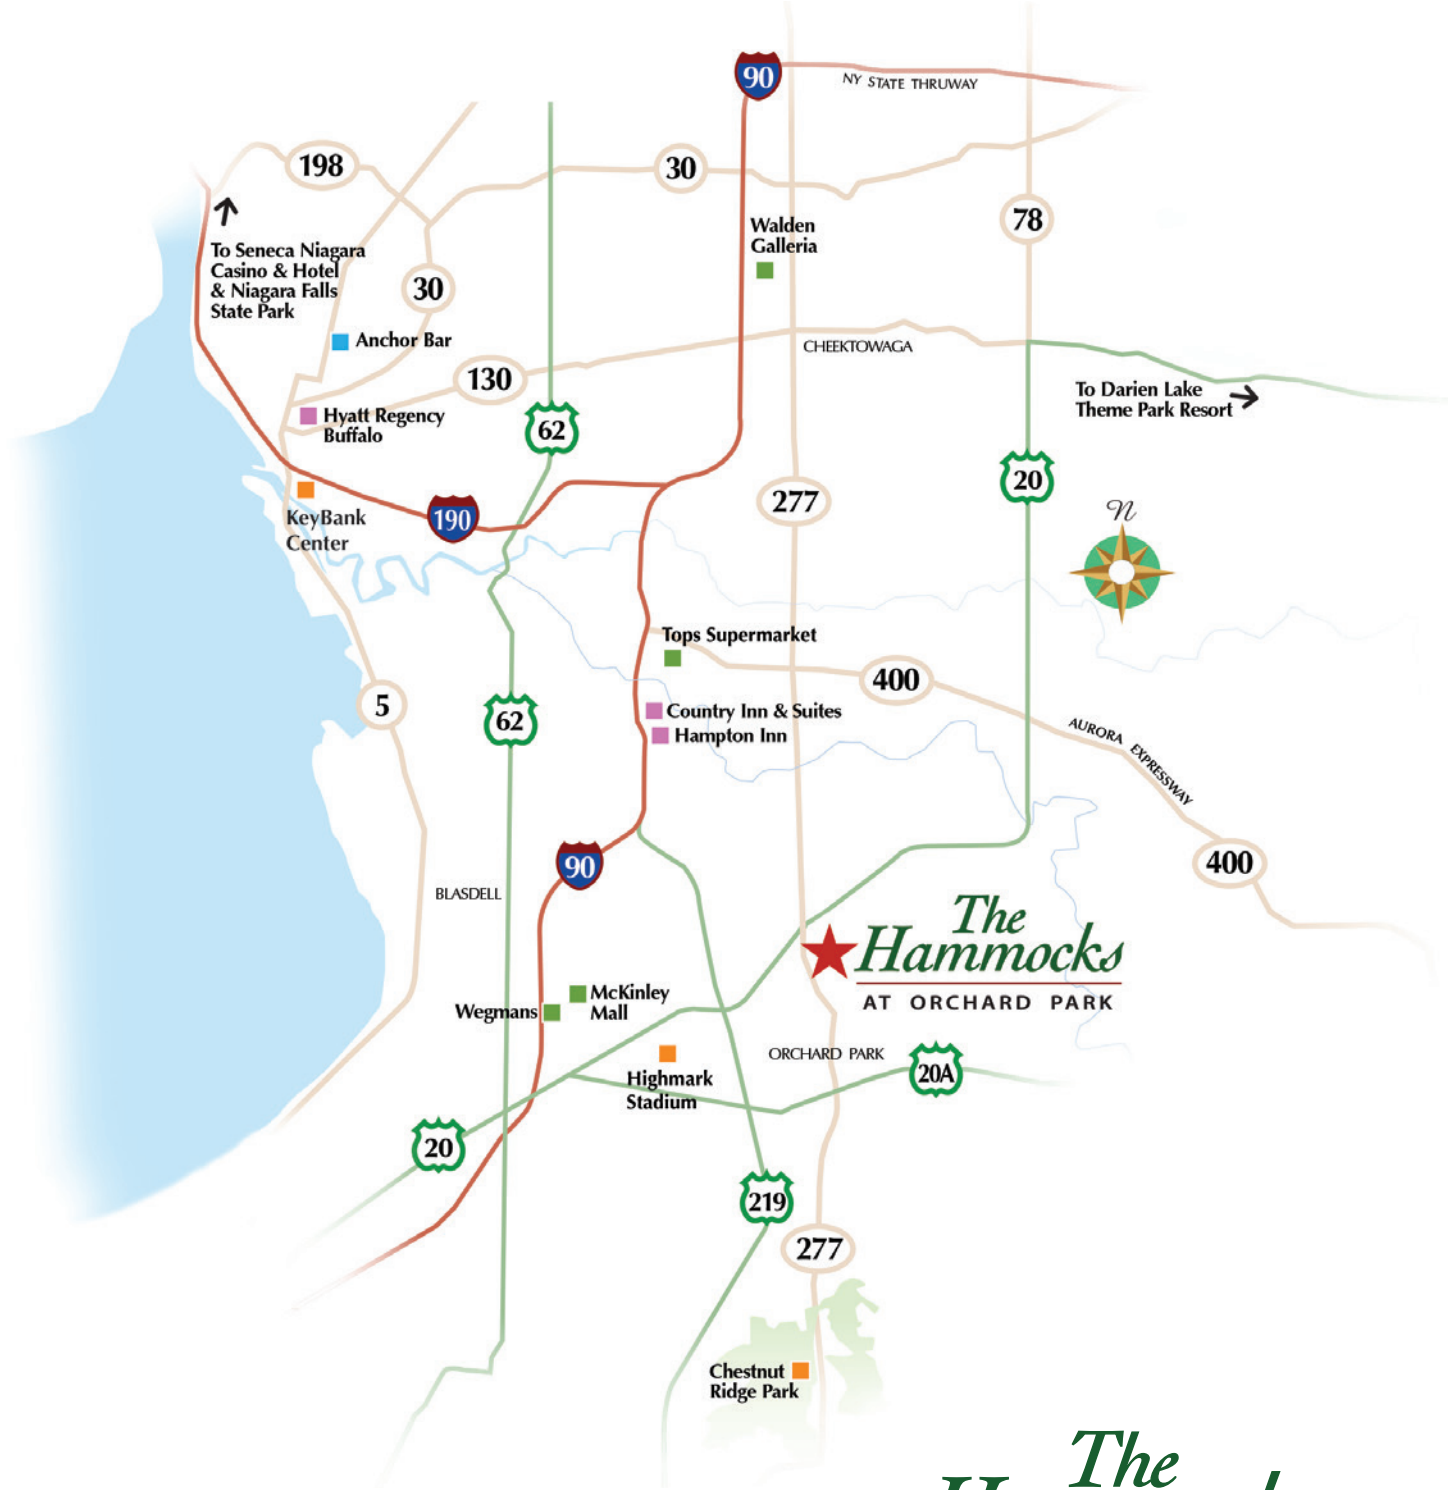 90
NY STATE THRUWAY
198
30
78
Walden
Galleria
To Seneca Niagara
Casino & Hotel
& Niagara Falls
State Park
30
Anchor Bar
CHEEKTOWAGA
130
To Darien Lake
Theme Park Resort
Hyatt Regency
Buffalo
62
20
277
KeyBank
Center
190
N
Tops Supermarket
400
5
62
Country Inn & Suites
Hampton Inn
AURORA EXPRESSWAY
90
400
BLASDELL
The
Hammocks
AT ORCHARD PARK
McKinley
Mall
Wegmans
ORCHARD PARK
20A
Highmark
Stadium
20
219
277
Chestnut
Ridge Park
The